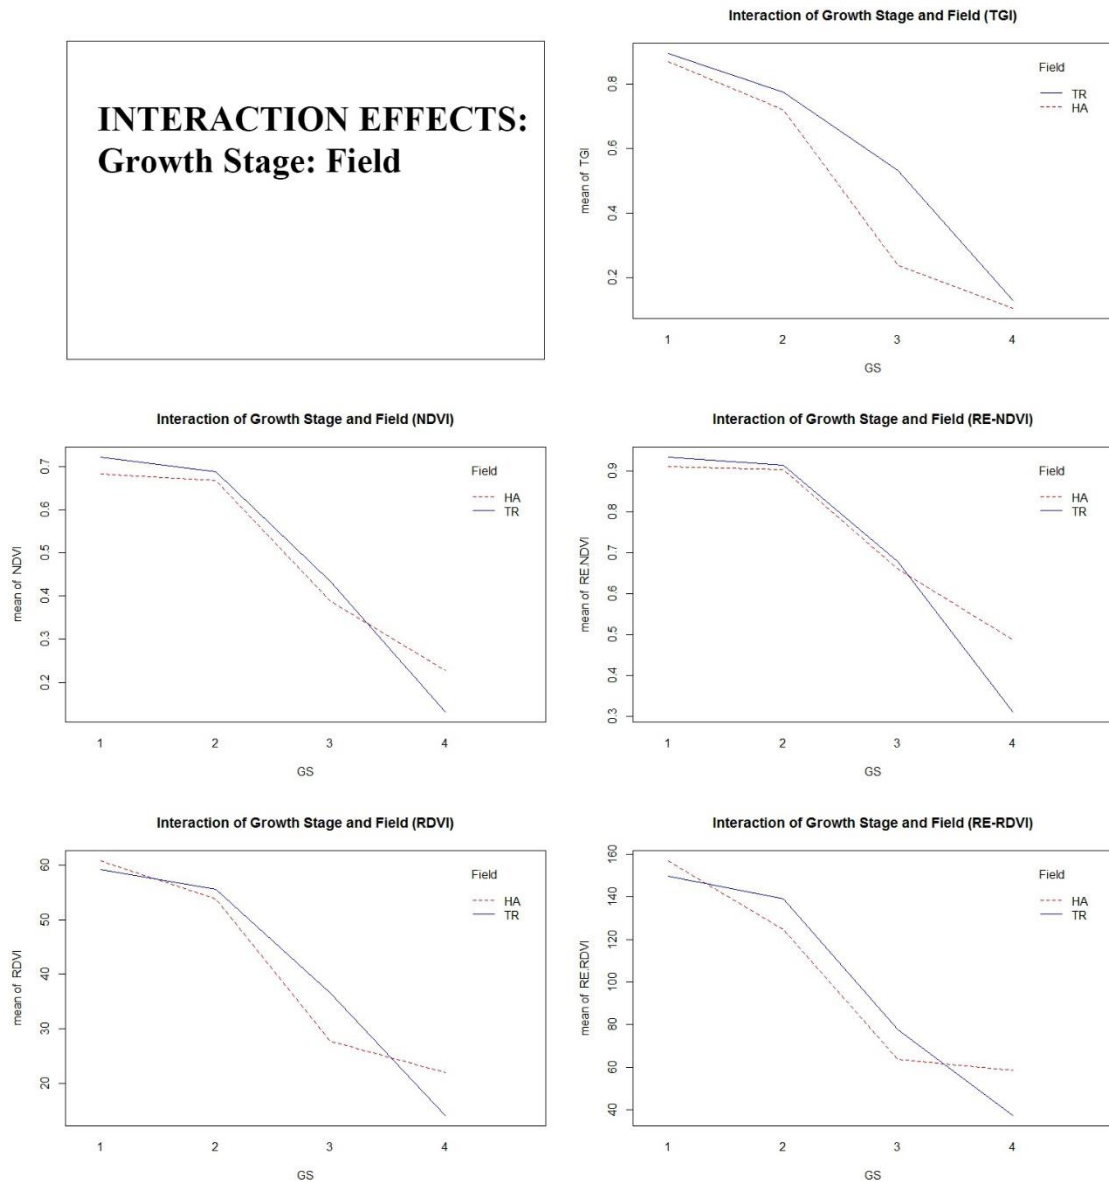 INTERACTION EFFECTS:
Growth Stage: Field
Interaction of Growth Stage and Field (TGI)
mean of TGI
0.8
0.6
0.4
0.2
Field
TR
HA
1 2 3 4
GS
Interaction of Growth Stage and Field (NDVI)
mean of NDVI
0.7
0.6
0.5
0.4
0.3
0.2
Field
HA
TR
1 2 3 4
GS
Interaction of Growth Stage and Field (RE-NDVI)
mean of RE.NDVI
0.9
0.8
0.7
0.6
0.5
0.4
0.3
Field
HA
TR
1 2 3 4
GS
Interaction of Growth Stage and Field (RDVI)
mean of RDVI
60
50
40
30
20
Field
HA
TR
1 2 3 4
GS
Interaction of Growth Stage and Field (RE-RDVI)
mean of RE.RDVI
160
140
120
100
80
60
40
Field
HA
TR
1 2 3 4
GS